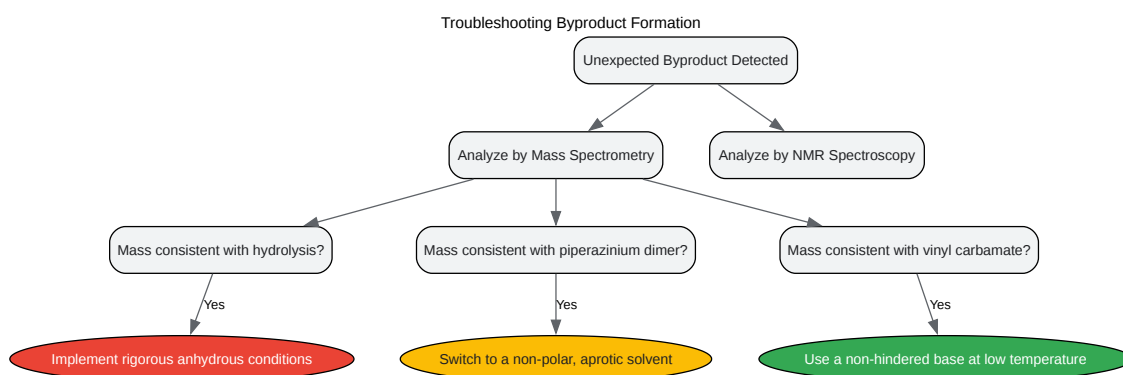 Troubleshooting Byproduct Formation
Unexpected Byproduct Detected
Analyze by Mass Spectrometry
Analyze by NMR Spectroscopy
Mass consistent with hydrolysis?
Mass consistent with piperazinium dimer?
Mass consistent with vinyl carbamate?
Yes
Yes
Yes
Implement rigorous anhydrous conditions
Switch to a non-polar, aprotic solvent
Use a non-hindered base at low temperature